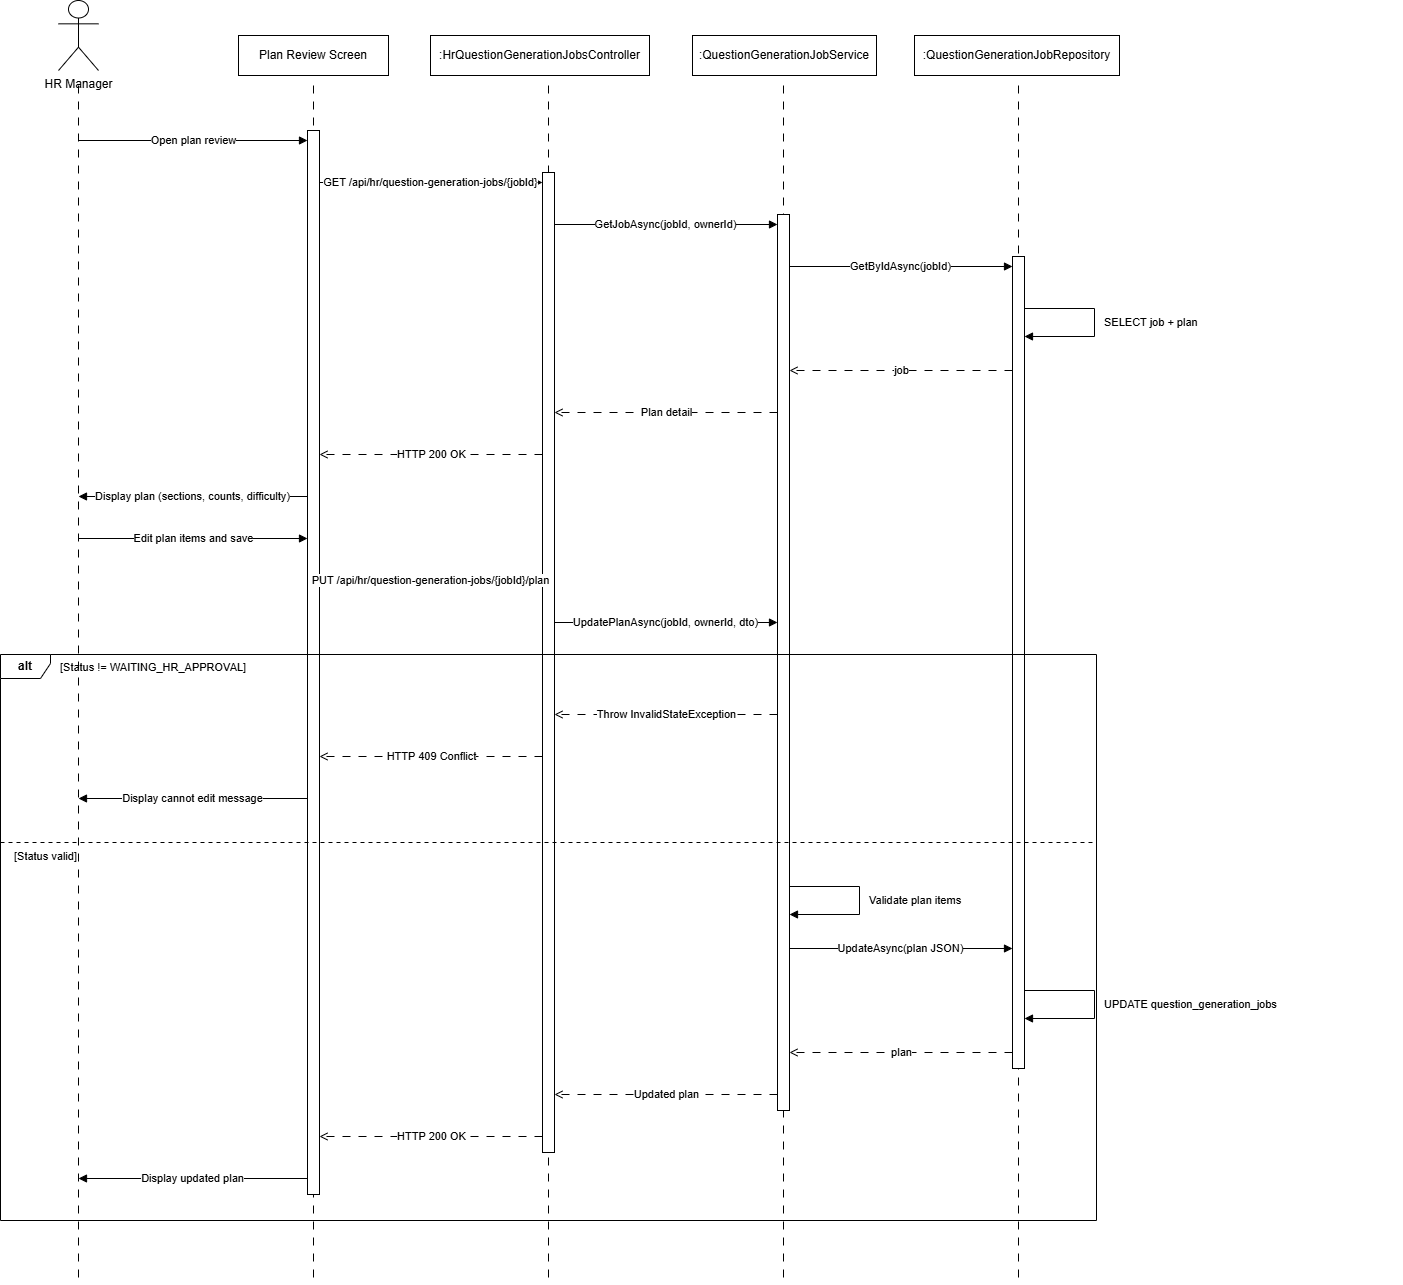 HR Manager
Plan Review Screen
:HrQuestionGenerationJobsController
:QuestionGenerationJobService
:QuestionGenerationJobRepository
Open plan review
GET /api/hr/question-generation-jobs/{jobId}
GetJobAsync(jobId, ownerId)
GetByIdAsync(jobId)
SELECT job + plan
job
Plan detail
HTTP 200 OK
Display plan (sections, counts, difficulty)
Edit plan items and save
PUT /api/hr/question-generation-jobs/{jobId}/plan
UpdatePlanAsync(jobId, ownerId, dto)
alt
[Status != WAITING_HR_APPROVAL]
Throw InvalidStateException
HTTP 409 Conflict
Display cannot edit message
[Status valid]
Validate plan items
UpdateAsync(plan JSON)
UPDATE question_generation_jobs
plan
Updated plan
HTTP 200 OK
Display updated plan